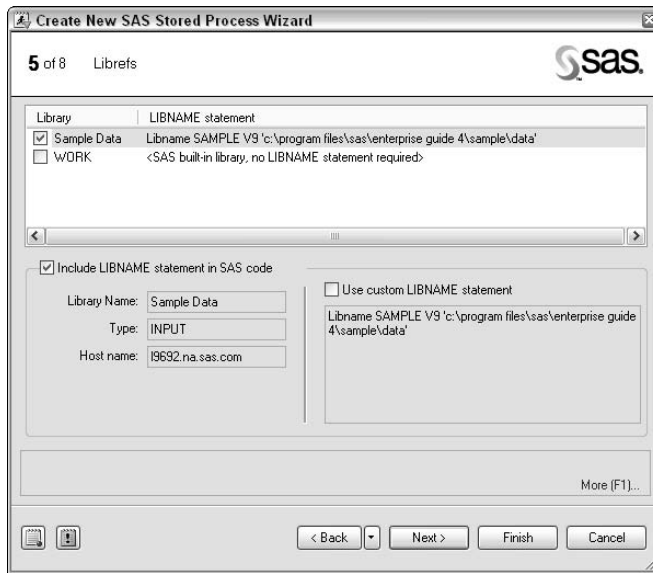 Create New SAS Stored Process Wizard
5 of 8 Librefs
sas.
Library LIBNAME statement
Sample Data Libname SAMPLE V9 'c:\program files\sas\enterprise guide 4\sample\data'
WORK <SAS built-in library, no LIBNAME statement required>
Include LIBNAME statement in SAS code
Library Name: Sample Data
Type: INPUT
Host name: l9692.na.sas.com
Use custom LIBNAME statement
Libname SAMPLE V9 'c:\program files\sas\enterprise guide
4\sample\data'
More (F1)...
< Back
Next >
Finish
Cancel